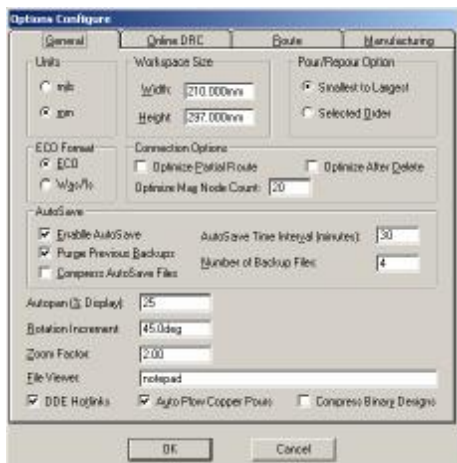 Options Configure
General Online DRC Route Manufacturing
Units
mils
mm
Workspace Size
Width: 210.000mm
Height: 297.000mm
Pour/Repour Option
Smallest to Largest
Selected Order
ECO Format
ECO
Was/Is
Connection Options
Optimize Partial Route Optimize After Delete
Optimize Mag Node Count: 20
AutoSave
Enable AutoSave AutoSave Time Interval (minutes): 30
Purge Previous Backups
Number of Backup Files: 4
Compress AutoSave Files
Autopan (% Display): 25
Rotation Increment: 45.0deg
Zoom Factor: 2.00
File Viewer: notepad
DDE Hotlinks Auto Plow Copper Pours Compress Binary Designs
OK Cancel